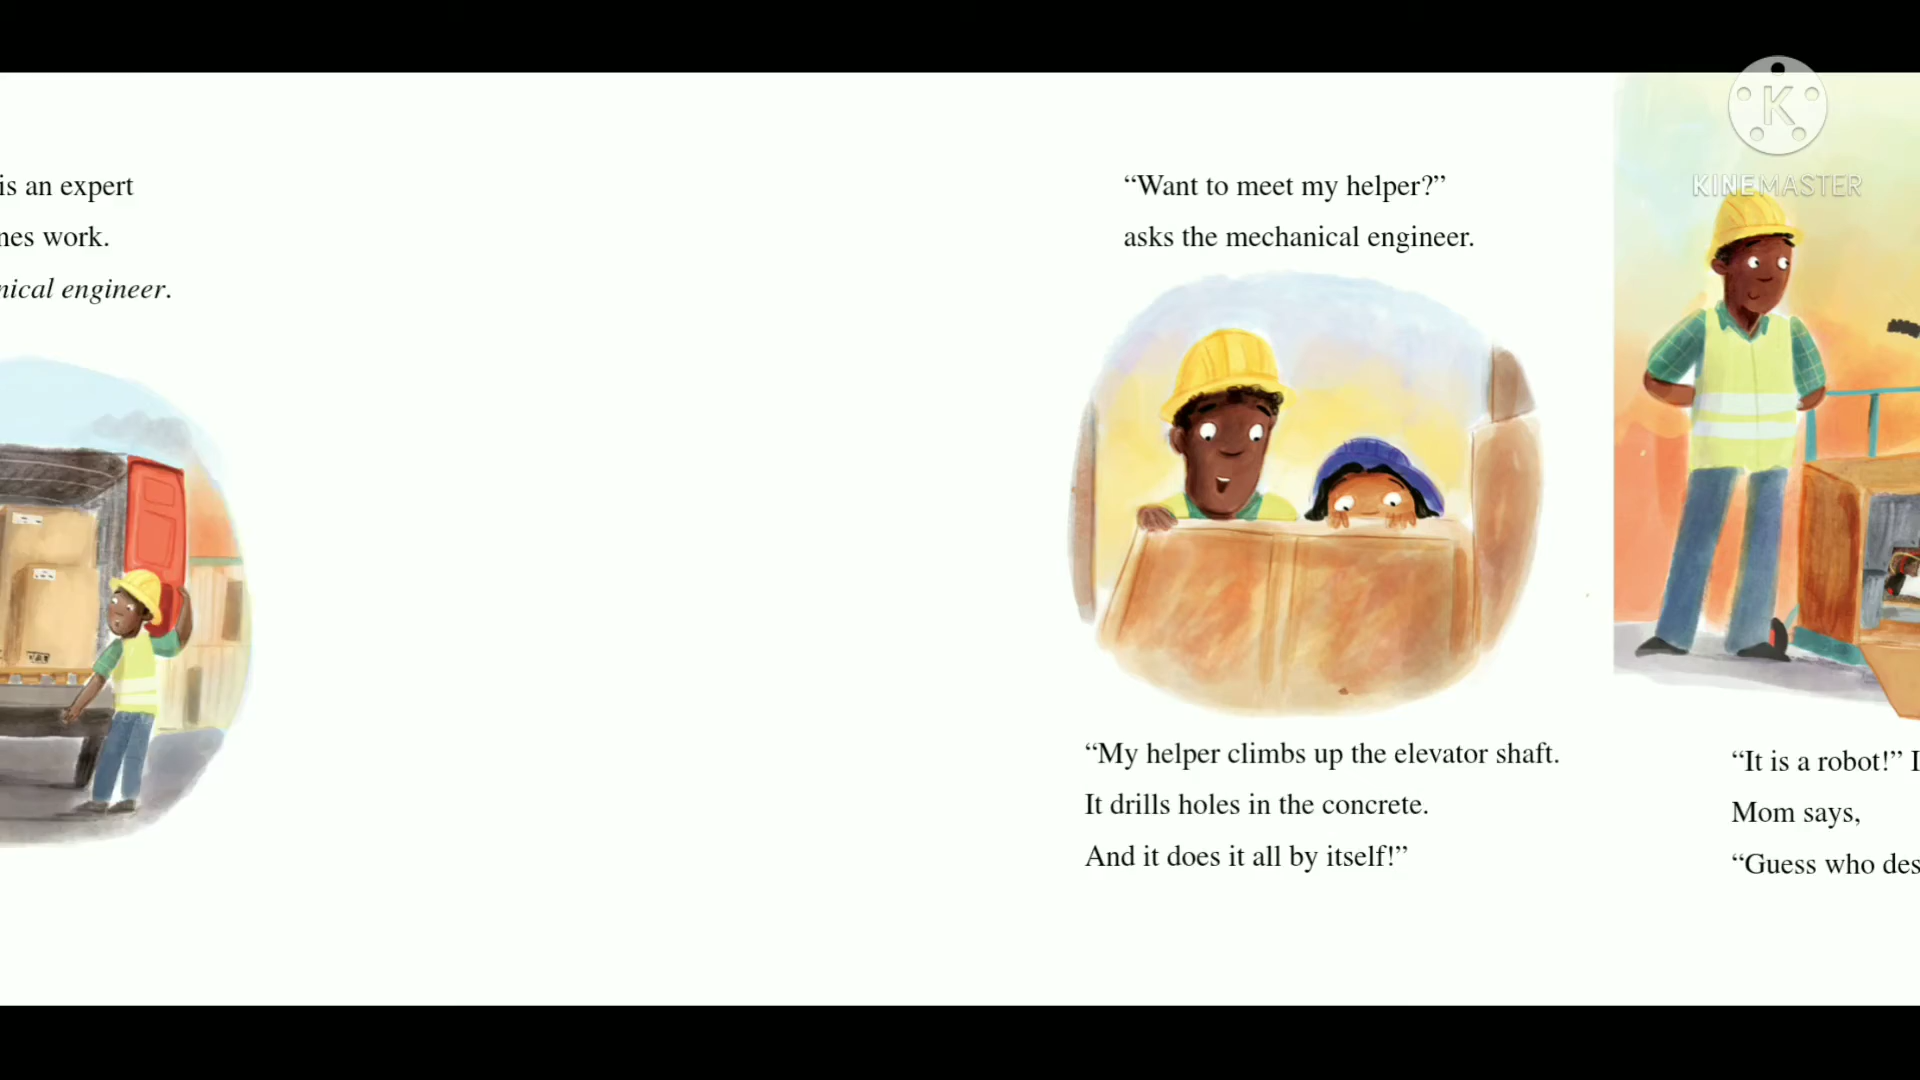 is an expert
nes work.
nical engineer.
“Want to meet my helper?”
asks the mechanical engineer.
“My helper climbs up the elevator shaft.
It drills holes in the concrete.
And it does it all by itself!”
K
KINEMASTER
“It is a robot!” I
Mom says,
“Guess who des